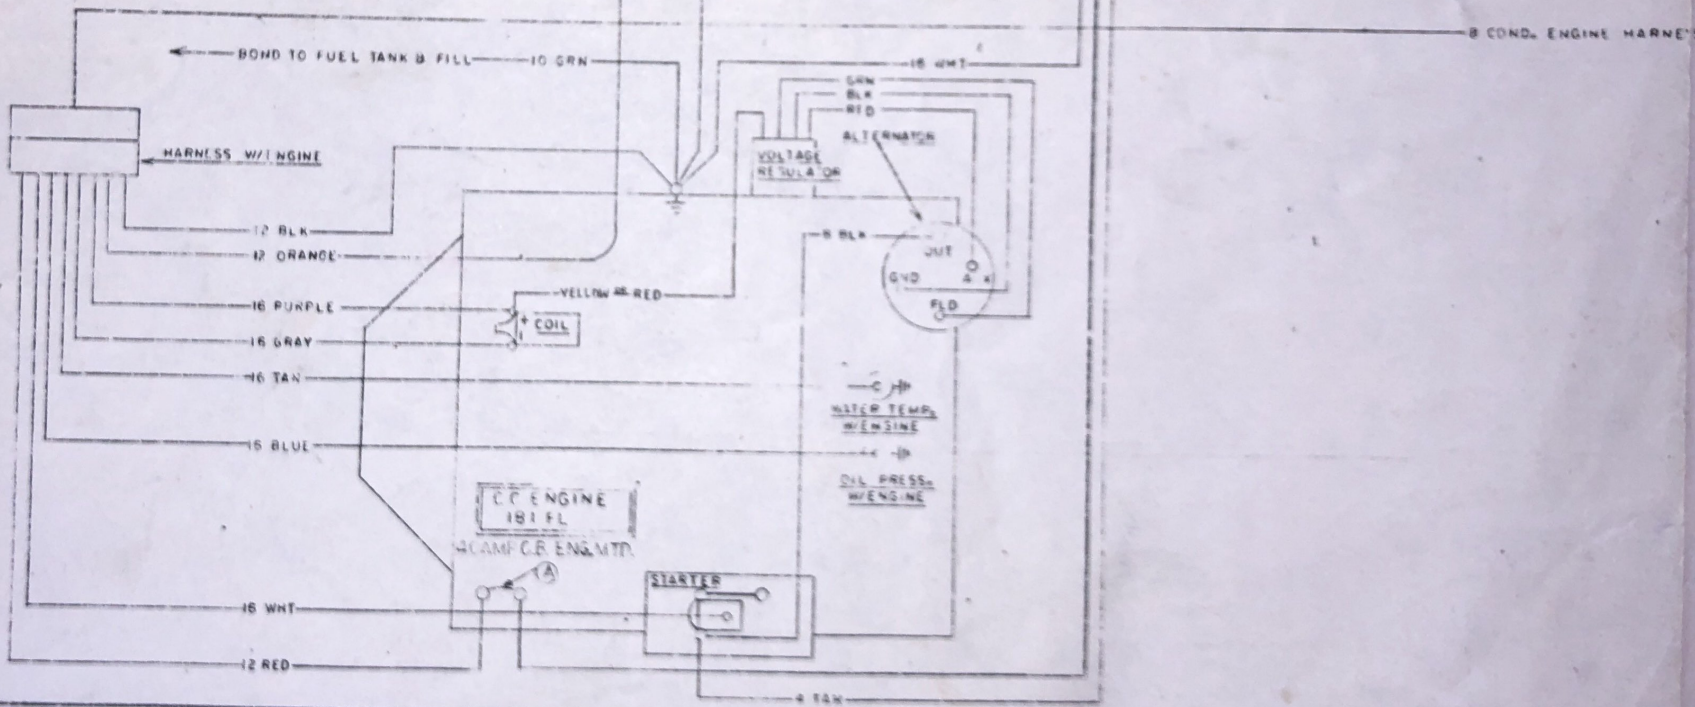 8 COND. ENGINE HARNE
BOND TO FUEL TANK & FILL
10 GRN
16 WHT
GRN
BLK
RED
ALTERNATOR
HARNESS W/ENGINE
VOLTAGE
REGULATOR
12 BLK
8 BLK
12 ORANGE
OUT
GND
A
FLD
YELLOW RED
16 PURPLE
+
COIL
16 GRAY
16 TAN
WATER TEMP.
W/ENGINE
16 BLUE
OIL PRESS.
W/ENGINE
CC ENGINE
181 FL
40 AMP C.B. ENG. MTD.
A
STARTER
16 WHT
12 RED
4 TAN